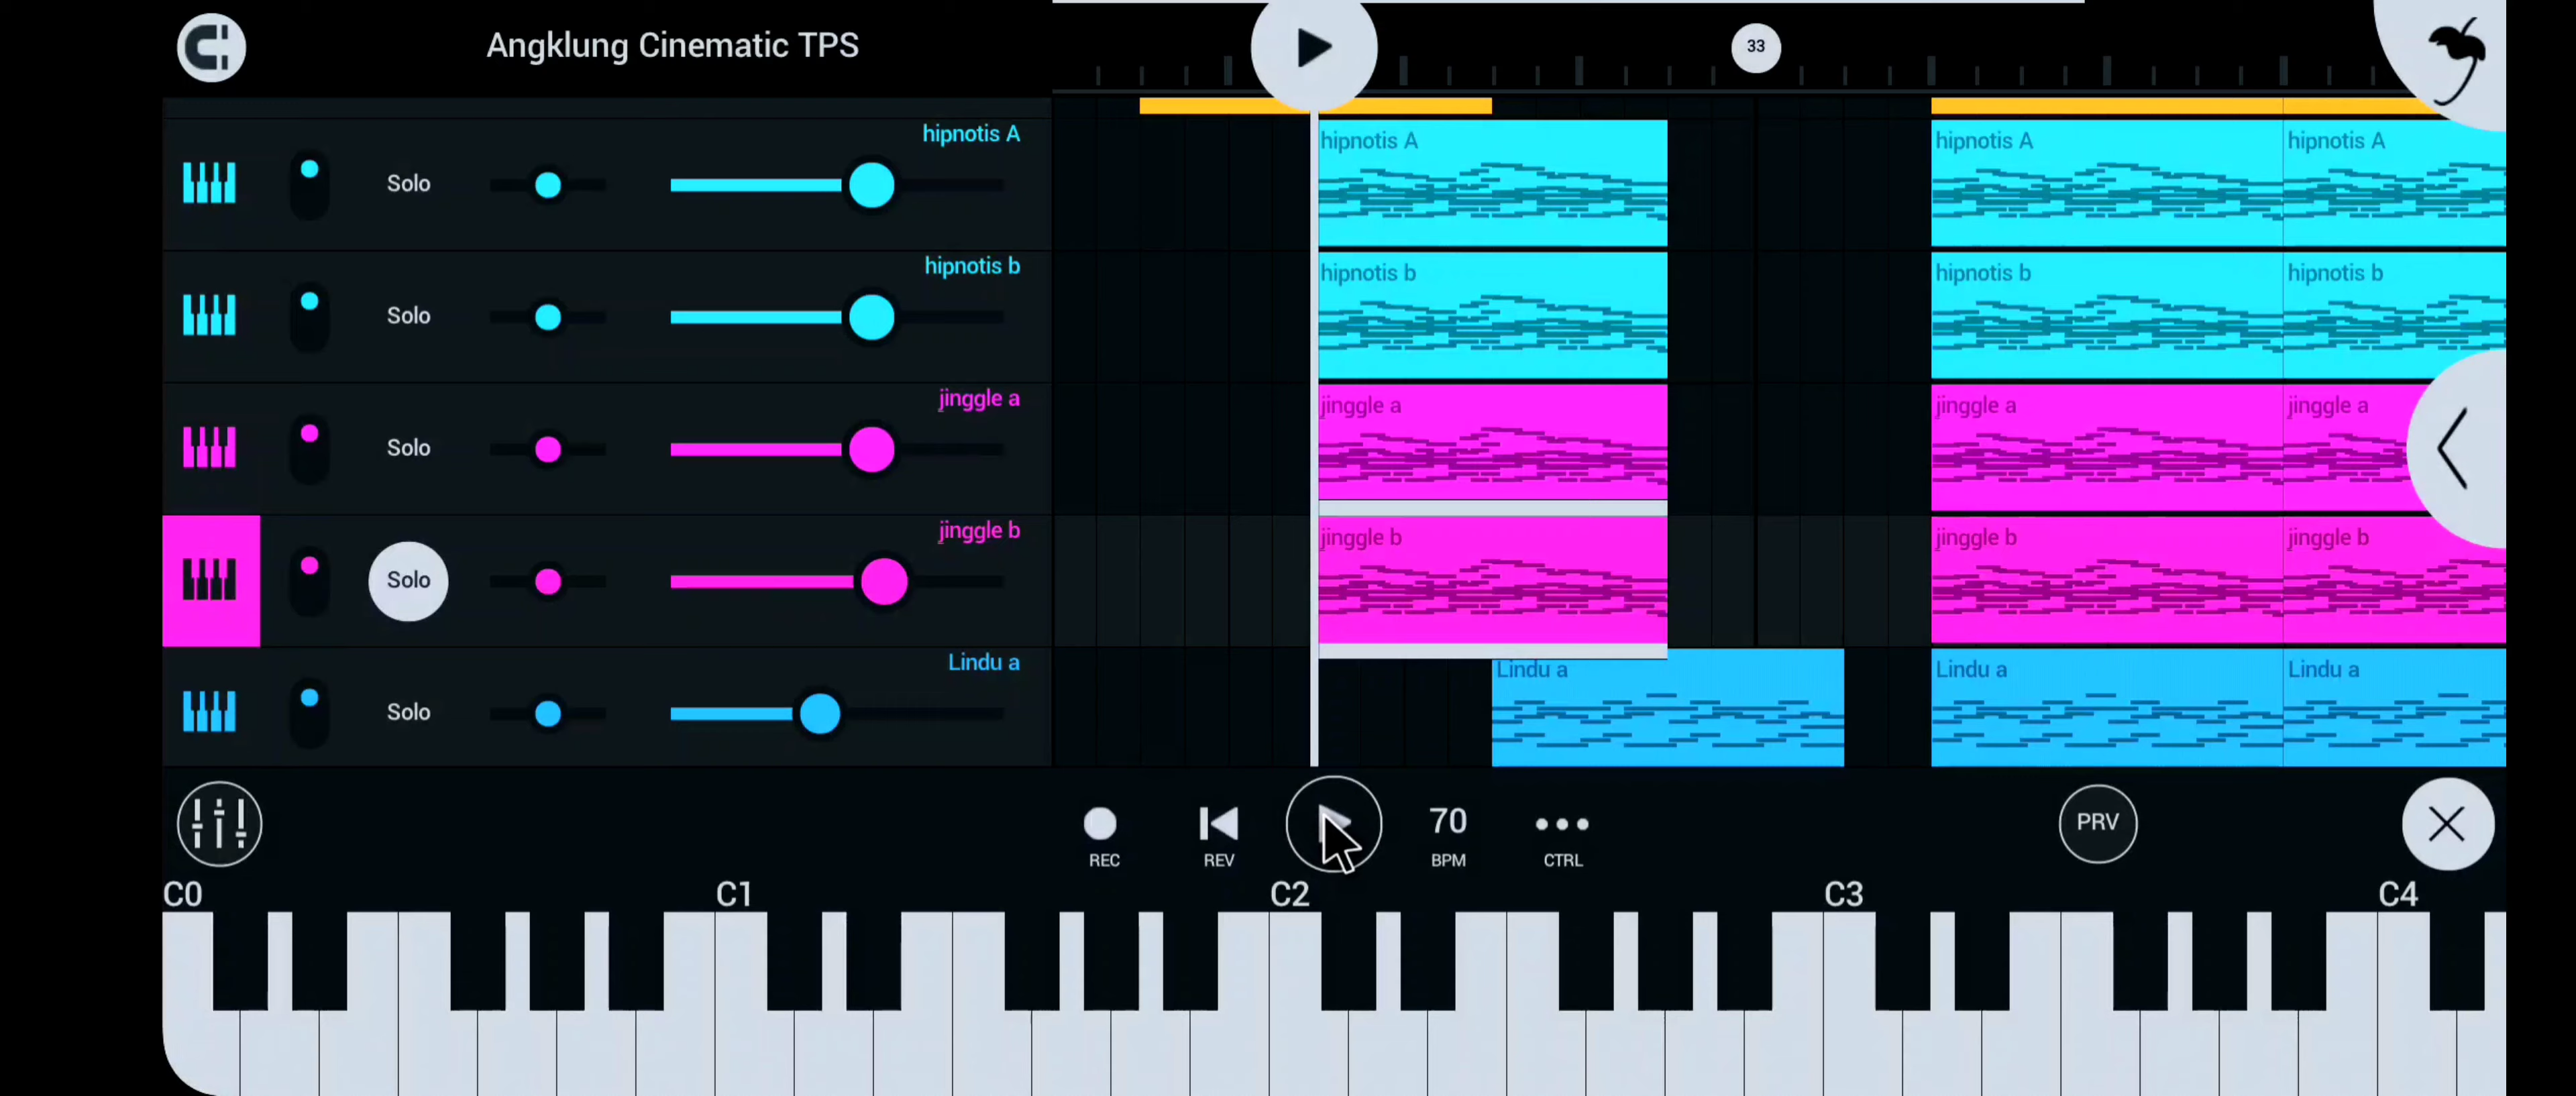 Angklung Cinematic TPS
33
hipnotis A
Solo
hipnotis A
hipnotis A
hipnotis A
hipnotis b
Solo
hipnotis b
hipnotis b
hipnotis b
jinggle a
Solo
jinggle a
jinggle a
jinggle a
jinggle b
Solo
jinggle b
jinggle b
jinggle b
Lindu a
Solo
Lindu a
Lindu a
Lindu a
REC
REV
70
BPM
CTRL
PRV
C0
C1
C2
C3
C4